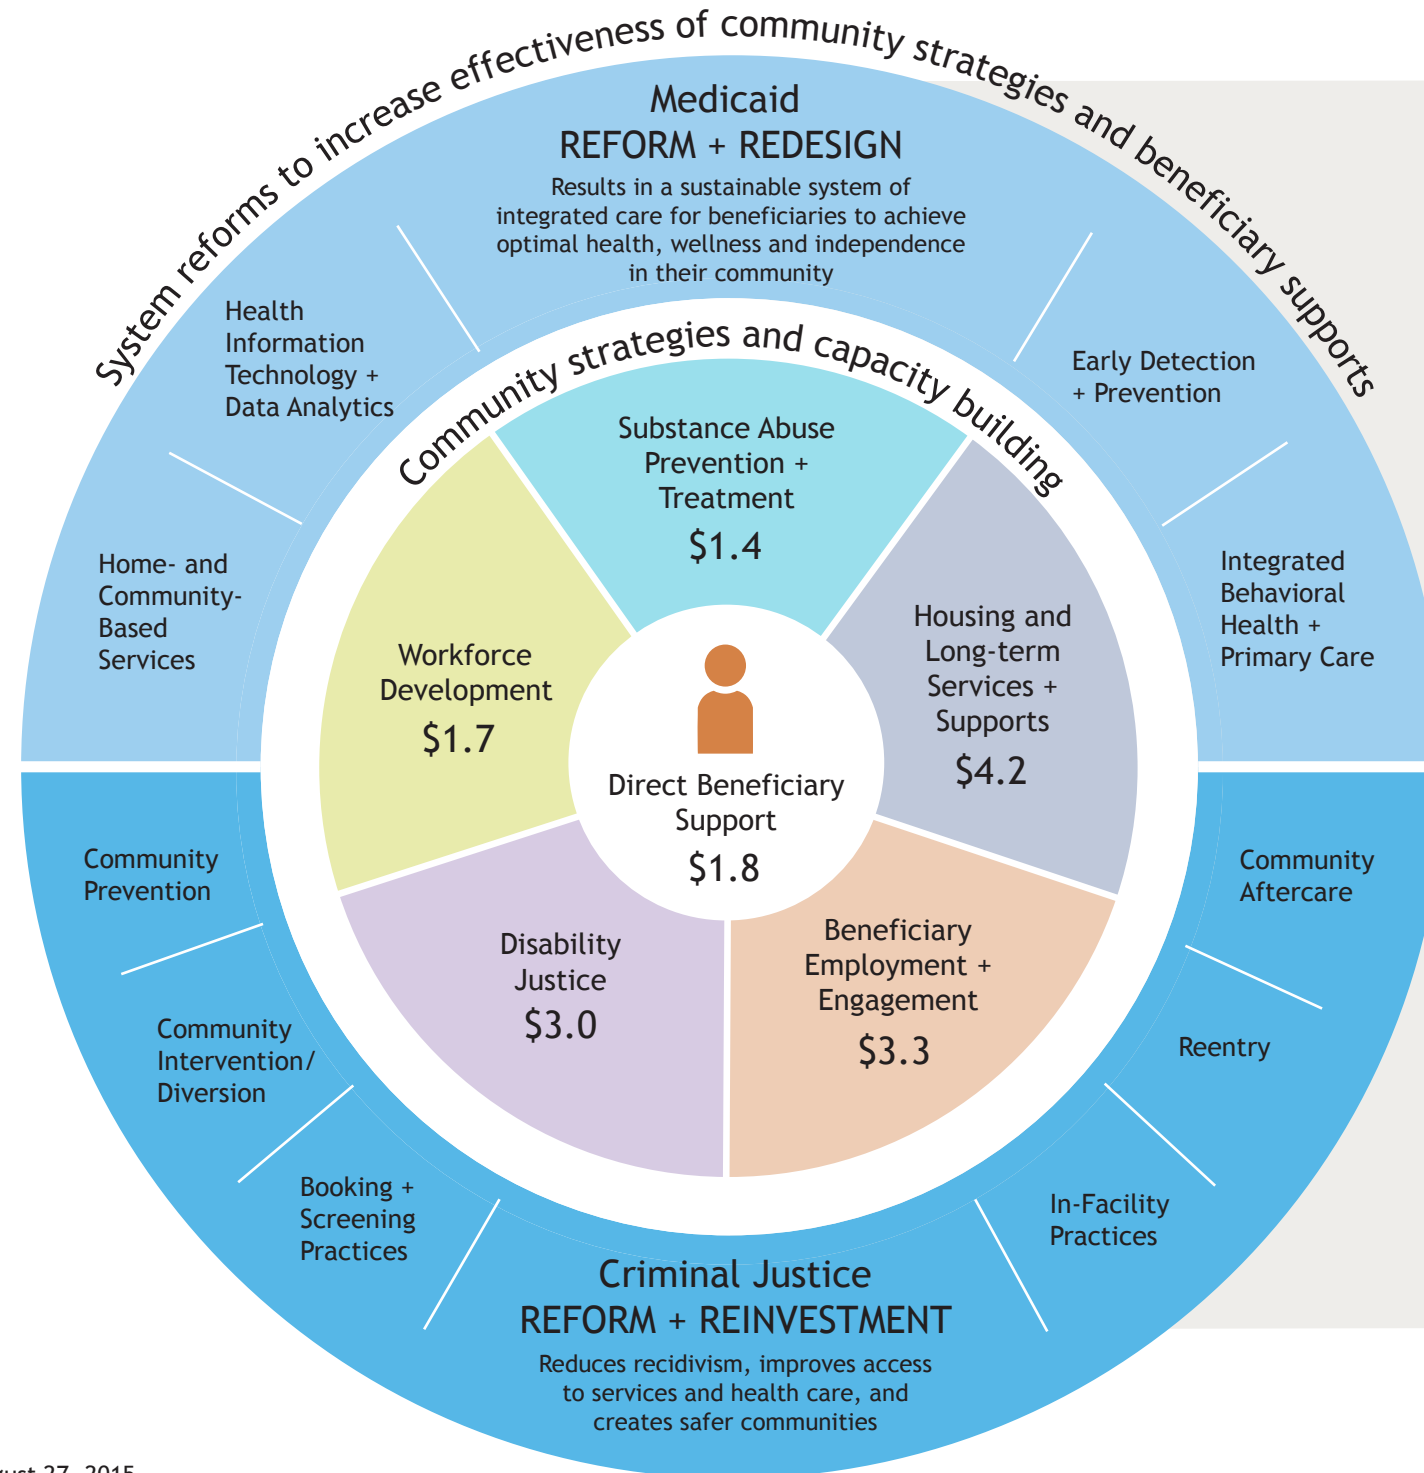 System reforms to increase effectiveness of community strategies and beneficiary supports
Medicaid
REFORM + REDESIGN
Results in a sustainable system of
integrated care for beneficiaries to achieve
optimal health, wellness and independence
in their community
Health
Information
Technology +
Data Analytics
Early Detection
+ Prevention
Home- and
Community-
Based
Services
Integrated
Behavioral
Health +
Primary Care
Community strategies and capacity building
Substance Abuse
Prevention +
Treatment
$1.4
Workforce
Development
$1.7
Housing and
Long-term
Services +
Supports
$4.2
Direct Beneficiary
Support
$1.8
Disability
Justice
$3.0
Beneficiary
Employment +
Engagement
$3.3
Community
Prevention
Community
Aftercare
Community
Intervention/
Diversion
Reentry
Booking +
Screening
Practices
In-Facility
Practices
Criminal Justice
REFORM + REINVESTMENT
Reduces recidivism, improves access
to services and health care, and
creates safer communities
27, 2015